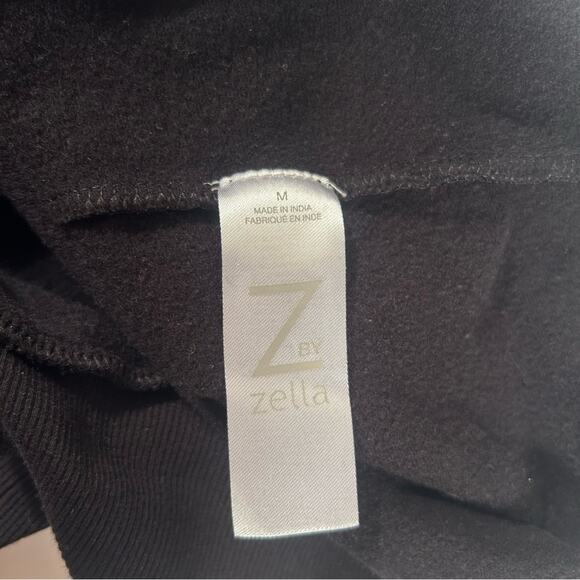 M
MADE IN INDIA
FABRIQUÉ EN INDE
Z BY
zella